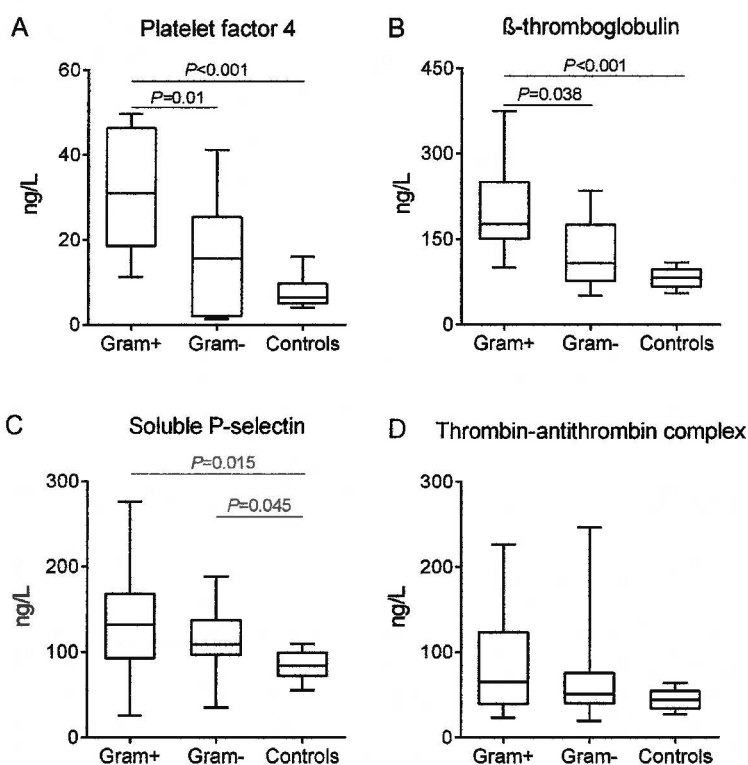 A
Platelet factor 4
P<0.001
P=0.01
60
40
20
0
ng/L
Gram+ Gram- Controls
B
ß-thromboglobulin
P<0.001
P=0.038
450
300
150
0
ng/L
Gram+ Gram- Controls
C
Soluble P-selectin
P=0.015
P=0.045
300
200
100
0
ng/L
Gram+ Gram- Controls
D
Thrombin-antithrombin complex
300
200
100
0
ng/L
Gram+ Gram- Controls